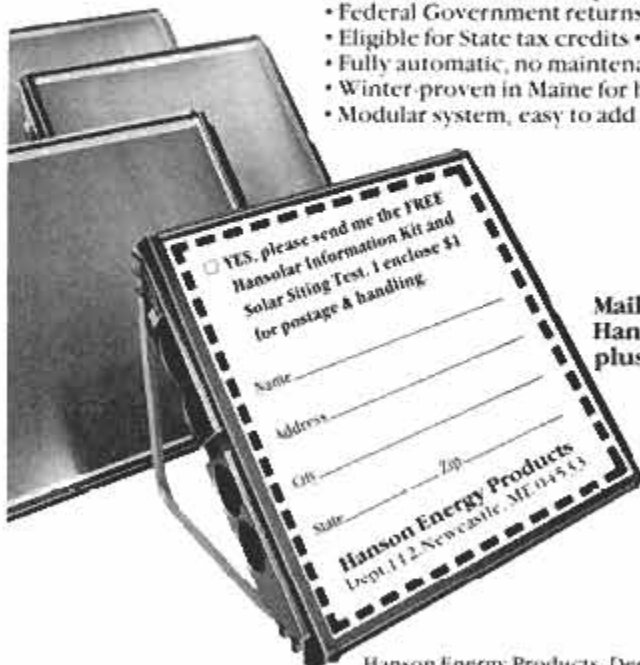 • Federal Government returns
• Eligible for State tax credits •
• Fully automatic, no maintena
• Winter-proven in Maine for
• Modular system, easy to add
YES, please send me the FREE
Hansolar Information Kit and
Solar Siting Test. I enclose $1
for postage & handling.
Name
Address
City
State Zip
Hanson Energy Products
Dept.112, Newcastle, ME 04553
Mail
Han
plus
Hanson Energy Products, Dep